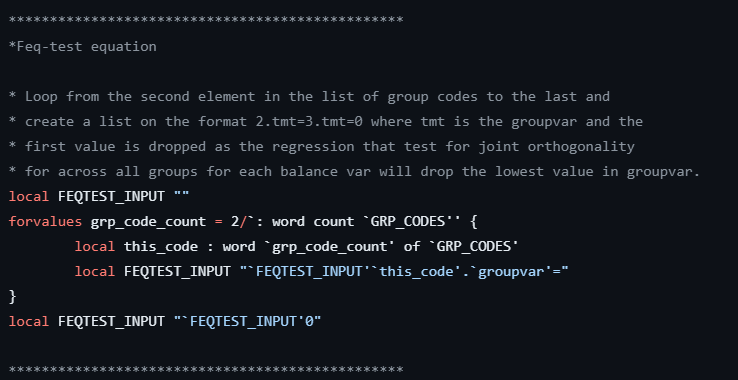 ************************************************
*Feq-test equation
* Loop from the second element in the list of group codes to the last and
* create a list on the format 2.tmt=3.tmt=0 where tmt is the groupvar and the
* first value is dropped as the regression that test for joint orthogonality
* for across all groups for each balance var will drop the lowest value in groupvar.
local FEQTEST_INPUT ""
forvalues grp_code_count = 2/`: word count `GRP_CODES'' {
local this_code : word `grp_code_count' of `GRP_CODES'
local FEQTEST_INPUT "`FEQTEST_INPUT'`this_code'.`groupvar'="
}
local FEQTEST_INPUT "`FEQTEST_INPUT'0"
************************************************